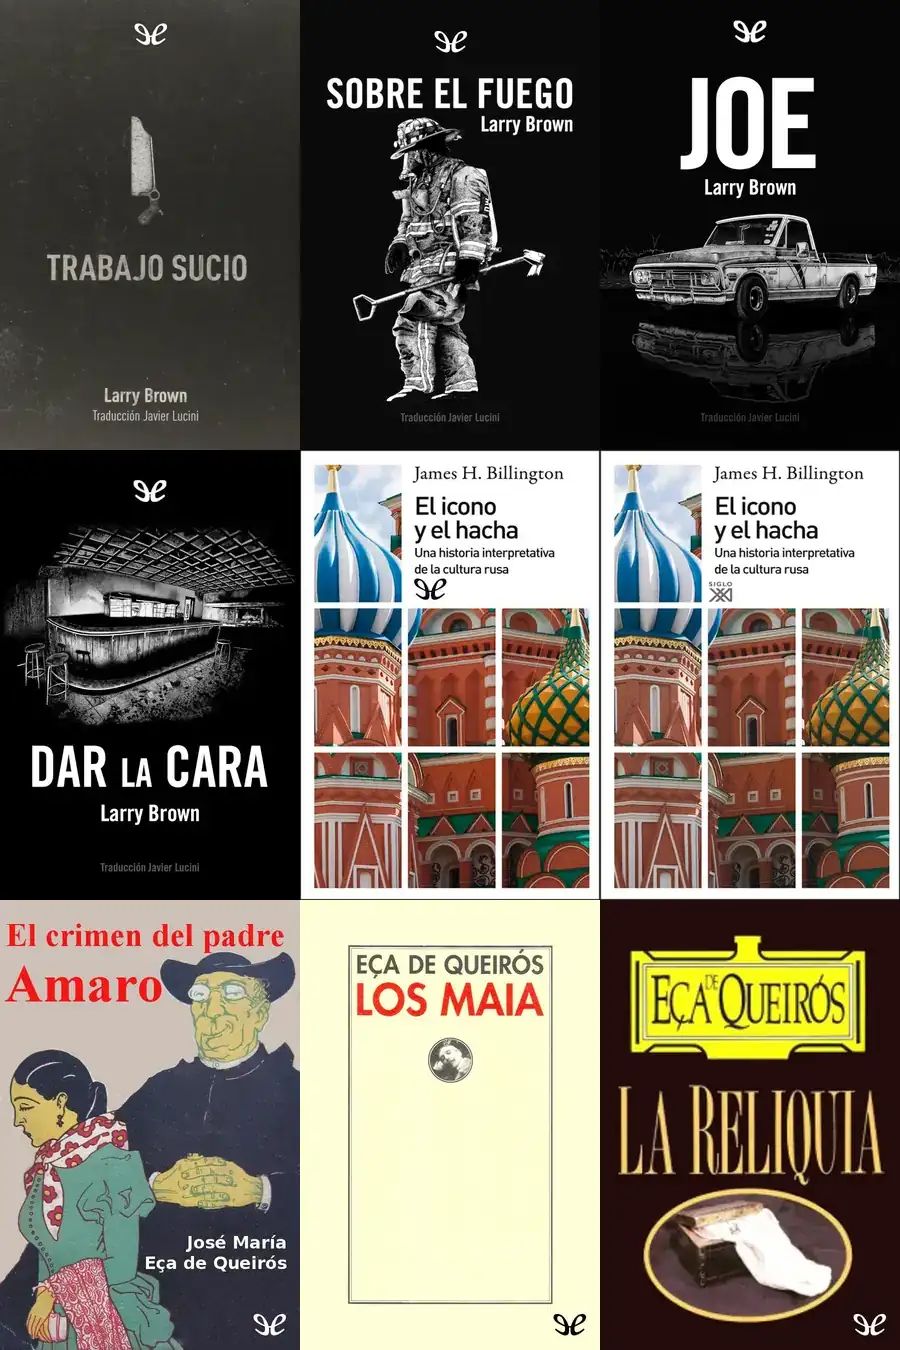 TRABAJO SUCIO
Larry Brown
Traducción Javier Lucini
SOBRE EL FUEGO
Larry Brown
Traducción Javier Lucini
JOE
Larry Brown
Traducción Javier Lucini
DAR LA CARA
Larry Brown
Traducción Javier Lucini
James H. Billington
El icono
y el hacha
Una historia interpretativa
de la cultura rusa
James H. Billington
El icono
y el hacha
Una historia interpretativa
de la cultura rusa
SIGLO
XXI
El crimen del padre
Amaro
José María
Eça de Queirós
EÇA DE QUEIRÓS
LOS MAIA
EÇA DE QUEIRÓS
LA RELIQUIA